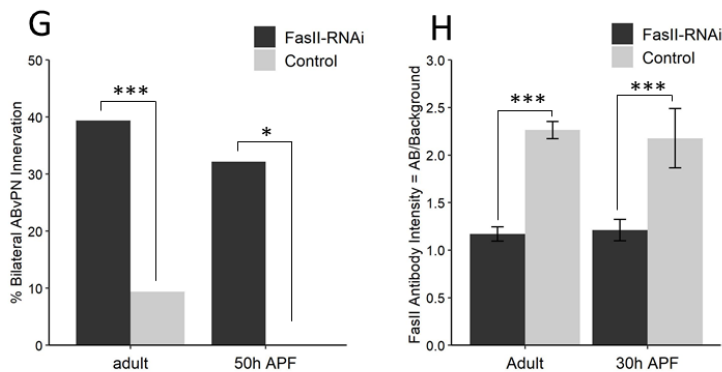 G
FasII-RNAi
Control
% Bilateral ABvPN Innervation
50
40
30
20
10
0
***
*
adult
50h APF
H
FasII-RNAi
Control
FasII Antibody Intensity = AB/Background
3.0
2.5
2.0
1.5
1.0
0.5
0.0
***
***
Adult
30h APF